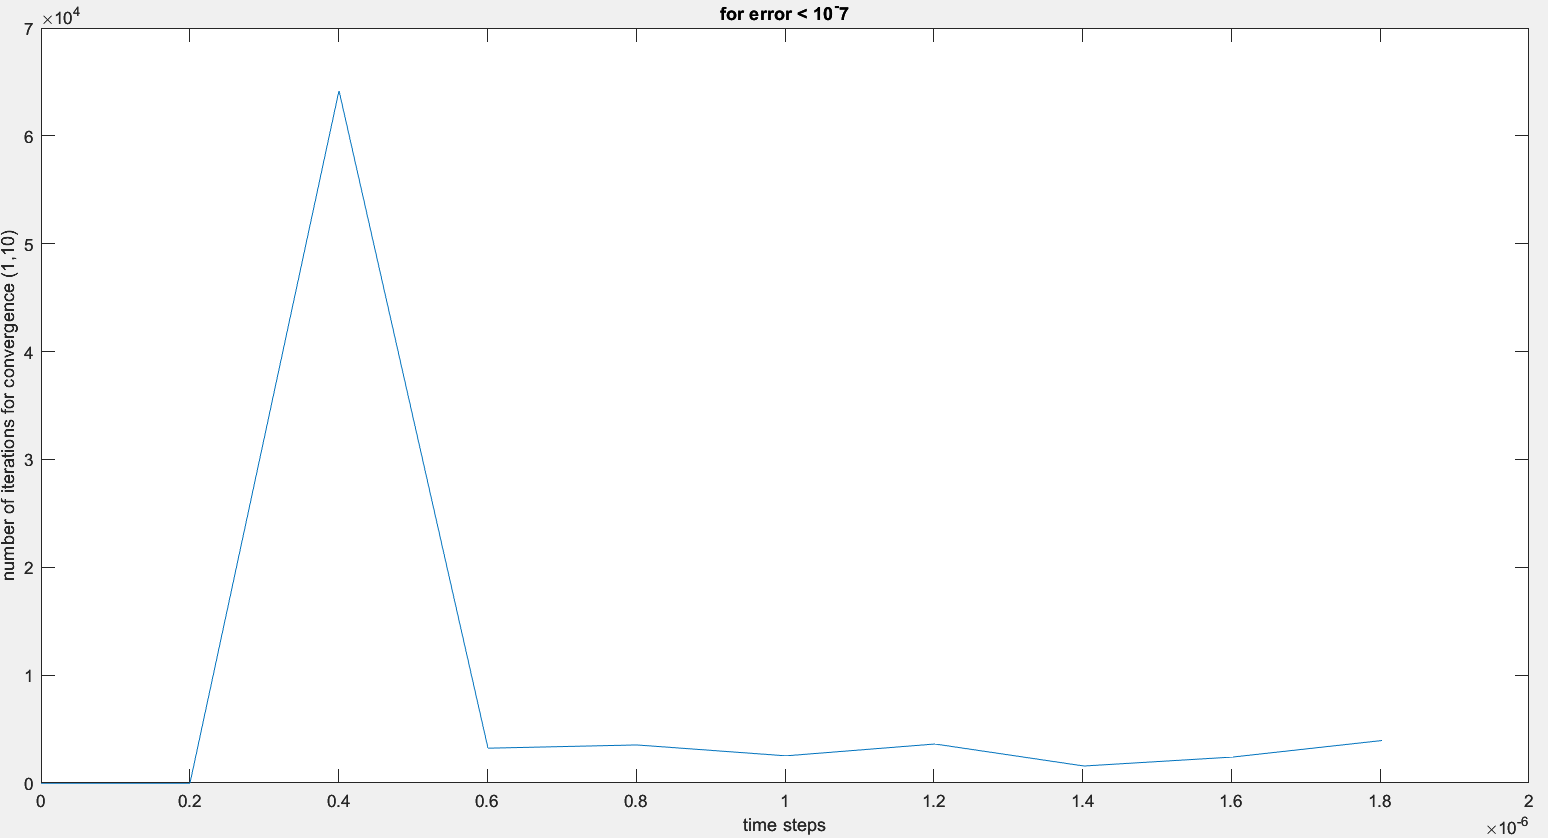 for error < 10⁻7
×10⁴
7
6
5
4
3
2
1
0
number of iterations for convergence (1,10)
0 0.2 0.4 0.6 0.8 1 1.2 1.4 1.6 1.8 2
time steps
×10⁻⁶